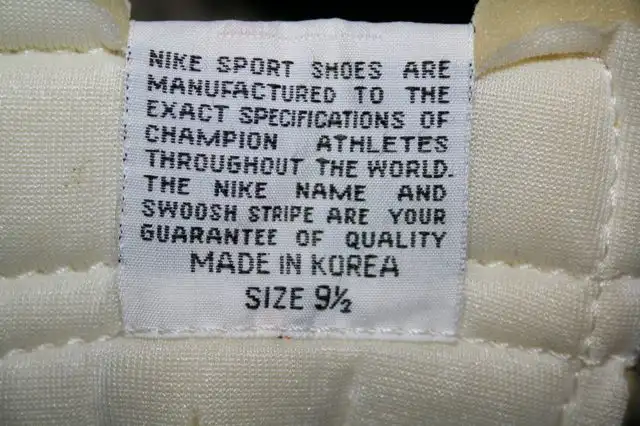 NIKE SPORT SHOES ARE
MANUFACTURED TO THE
EXACT SPECIFICATIONS OF
CHAMPION ATHLETES
THROUGHOUT THE WORLD.
THE NIKE NAME AND
SWOOSH STRIPE ARE YOUR
GUARANTEE OF QUALITY
MADE IN KOREA
SIZE 9½